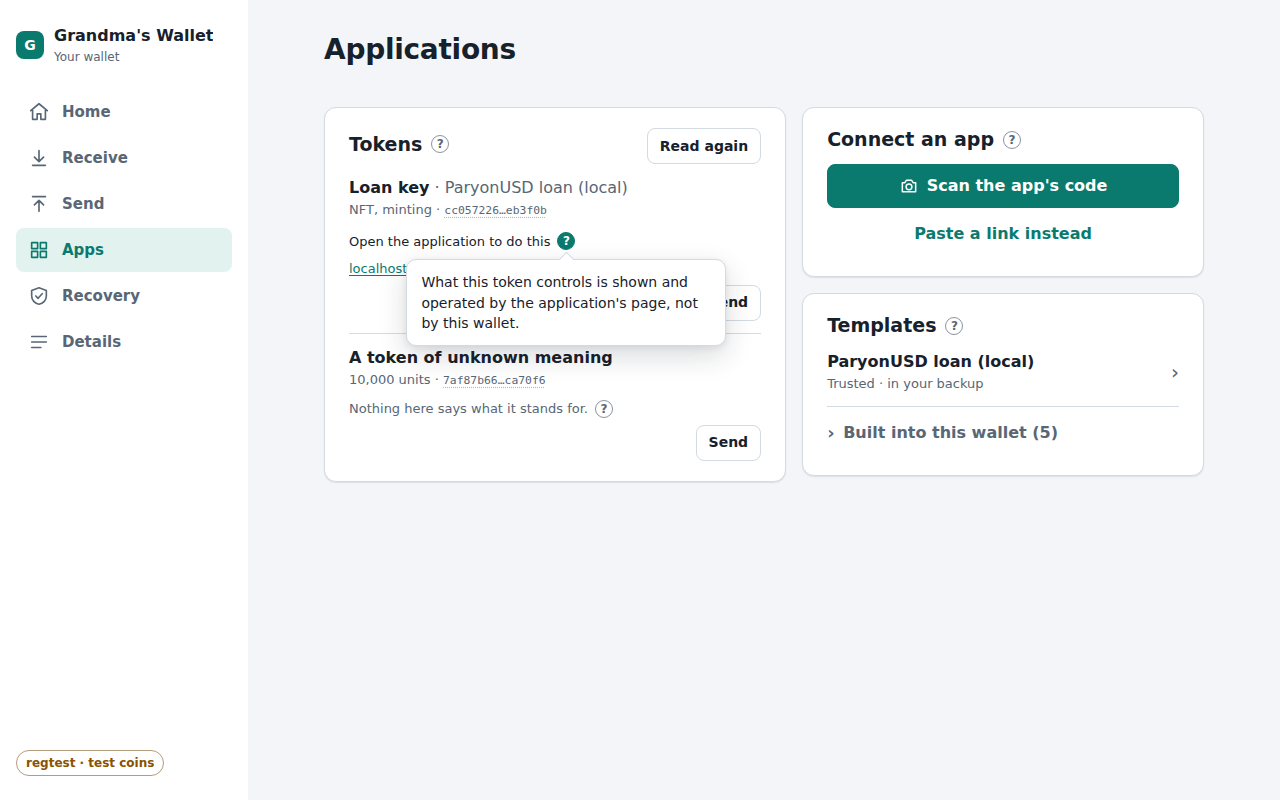 G
Grandma's Wallet
Your wallet
Home
Receive
Send
Apps
Recovery
Details
regtest · test coins
Applications
Tokens ?
Read again
Loan key · ParyonUSD loan (local)
NFT, minting · cc057226…eb3f0b
Open the application to do this ?
localhost
What this token controls is shown and
operated by the application's page, not
by this wallet.
A token of unknown meaning
10,000 units · 7af87b66…ca70f6
Nothing here says what it stands for. ?
Send
Connect an app ?
Scan the app's code
Paste a link instead
Templates ?
ParyonUSD loan (local)
Trusted · in your backup
›
› Built into this wallet (5)